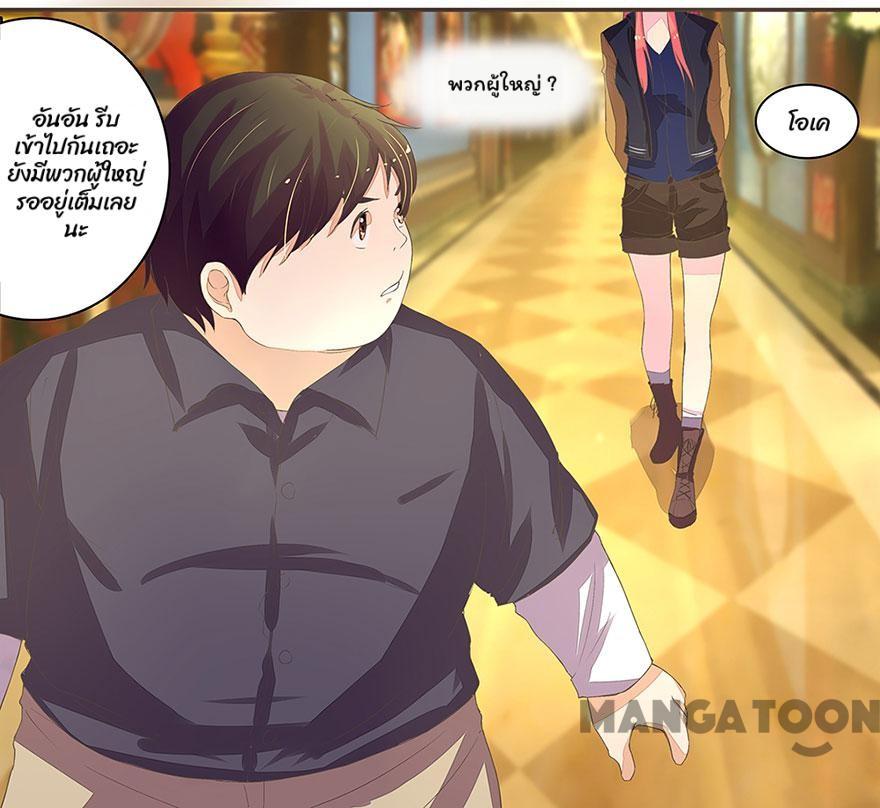 อันอัน รีบ
เข้าไปกันเถอะ
ยังมีพวกผู้ใหญ่
รออยู่เต็มเลย
นะ
พวกผู้ใหญ่ ?
โอเค
MANGATOON